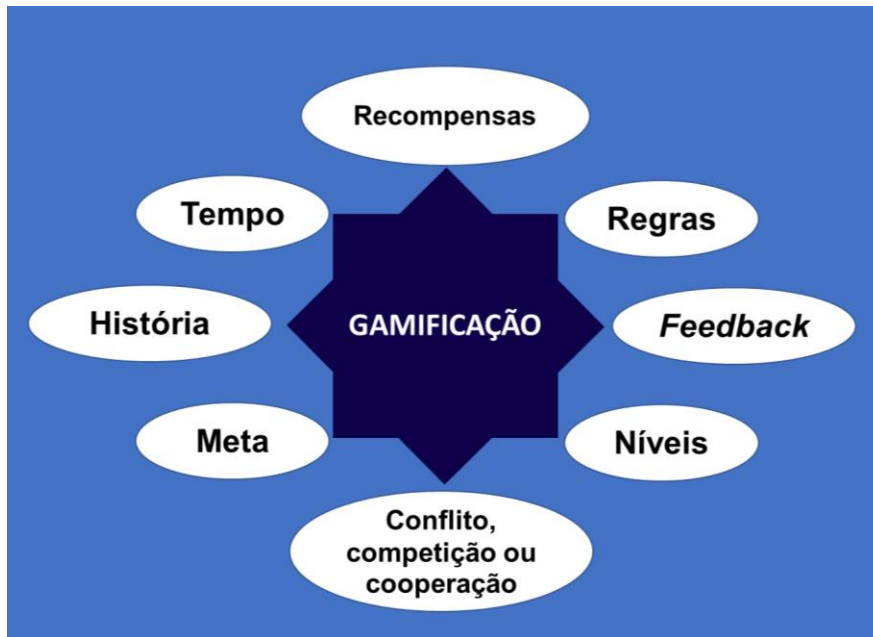 Recompensas
Tempo
Regras
História
GAMIFICAÇÃO
Feedback
Meta
Níveis
Conflito,
competição ou
cooperação